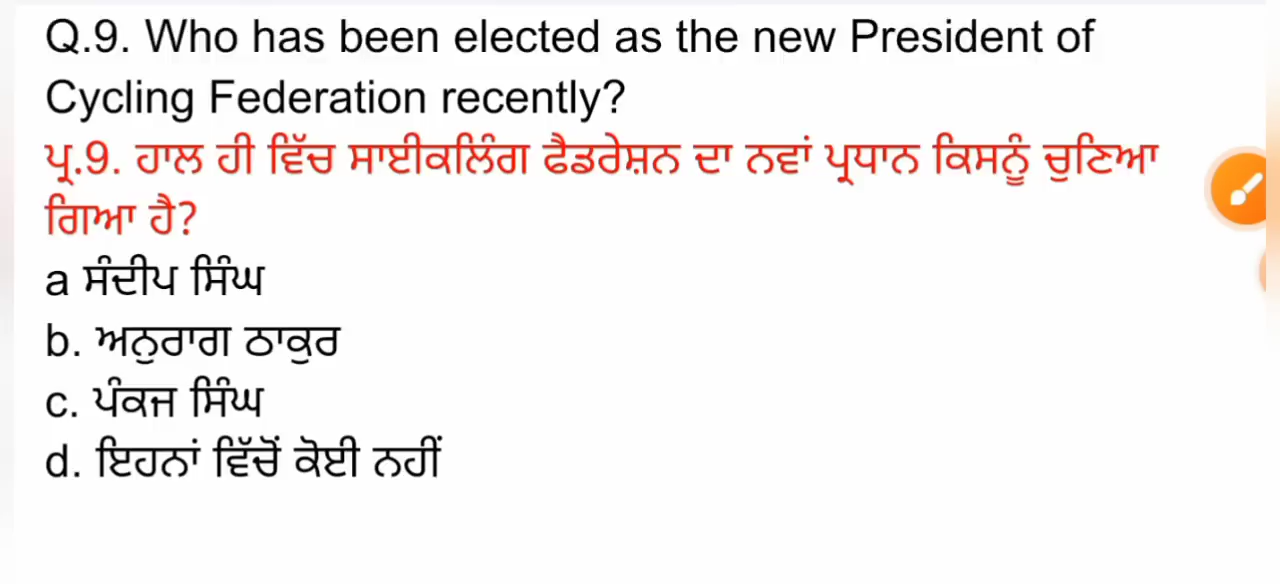 Q.9. Who has been elected as the new President of
Cycling Federation recently?
ਪ੍ਰ.9. ਹਾਲ ਹੀ ਵਿੱਚ ਸਾਈਕਲਿੰਗ ਫੈਡਰੇਸ਼ਨ ਦਾ ਨਵਾਂ ਪ੍ਰਧਾਨ ਕਿਸਨੂੰ ਚੁਣਿਆ
ਗਿਆ ਹੈ?
a ਸੰਦੀਪ ਸਿੰਘ
b. ਅਨੁਰਾਗ ਠਾਕੁਰ
c. ਪੰਕਜ ਸਿੰਘ
d. ਇਹਨਾਂ ਵਿੱਚੋਂ ਕੋਈ ਨਹੀਂ